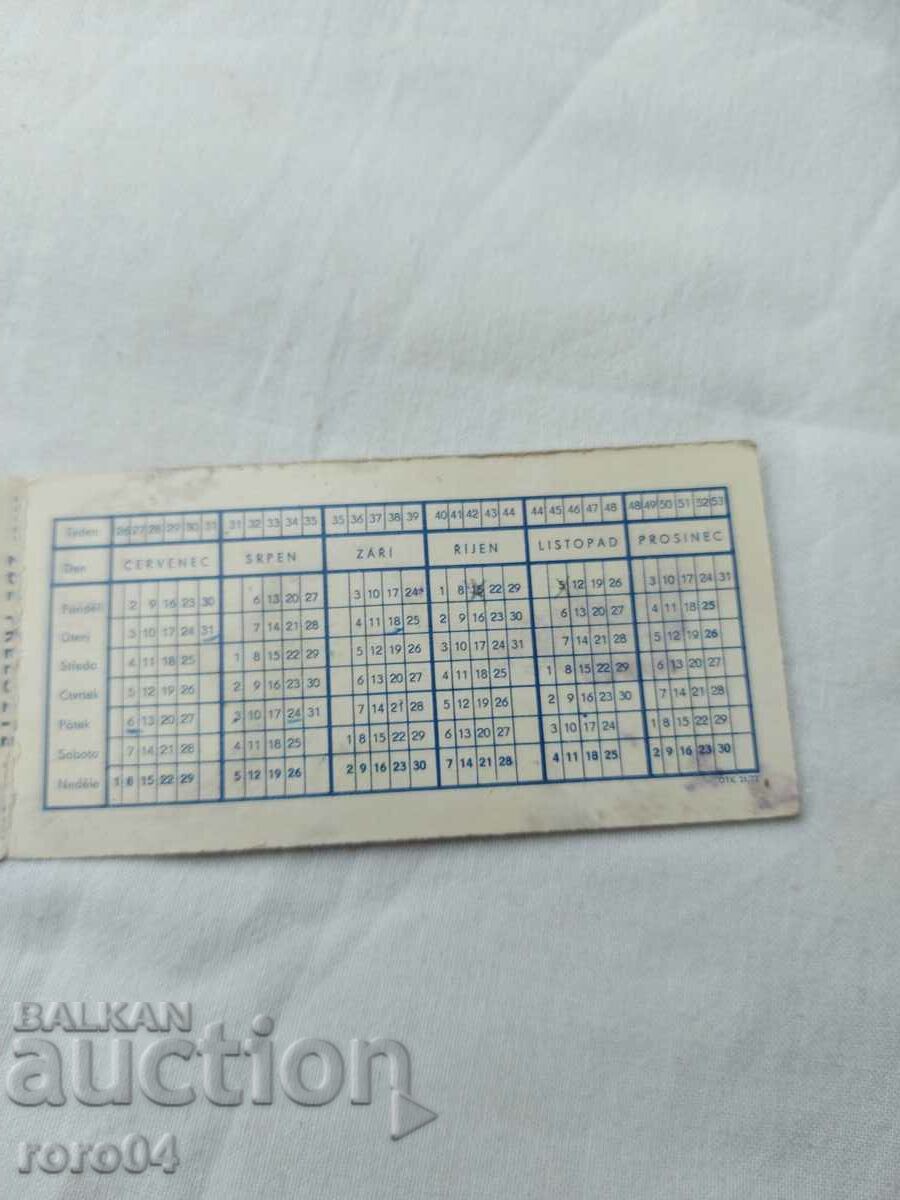 Týden 26 27 28 29 30 31 31 32 33 34 35 35 36 37 38 39 40 41 42 43 44 44 45 46 47 48 48 49 50 51 52 53
Den ČERVENEC SRPEN ZÁŘÍ ŘÍJEN LISTOPAD PROSINEC
Pondělí 2 9 16 23 30 6 13 20 27 3 10 17 24 1 8 15 22 29 5 12 19 26 3 10 17 24 31
Úterý 3 10 17 24 31 7 14 21 28 4 11 18 25 2 9 16 23 30 6 13 20 27 4 11 18 25
Středa 4 11 18 25 1 8 15 22 29 5 12 19 26 3 10 17 24 31 7 14 21 28 5 12 19 26
Čtvrtek 5 12 19 26 2 9 16 23 30 6 13 20 27 4 11 18 25 1 8 15 22 29 6 13 20 27
Pátek 6 13 20 27 3 10 17 24 31 7 14 21 28 5 12 19 26 2 9 16 23 30 7 14 21 28
Sobota 7 14 21 28 4 11 18 25 1 8 15 22 29 6 13 20 27 3 10 17 24 1 8 15 22 29
Neděle 1 8 15 22 29 5 12 19 26 2 9 16 23 30 7 14 21 28 4 11 18 25 2 9 16 23 30
BALKAN
auction
roro04